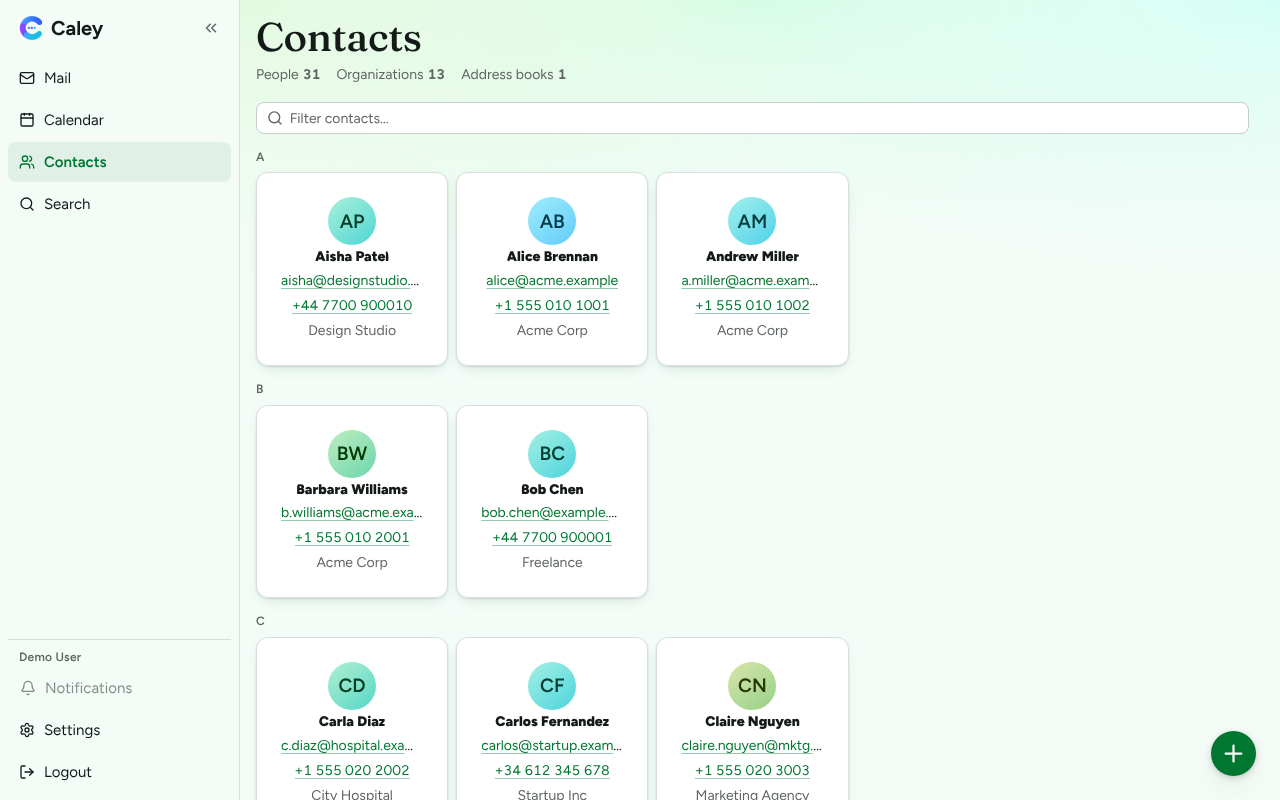 Caley
Mail
Calendar
Contacts
Search
Demo User
Notifications
Settings
Logout
Contacts
People 31 Organizations 13 Address books 1
Filter contacts...
A
AP
Aisha Patel
aisha@designstudio....
+44 7700 900010
Design Studio
AB
Alice Brennan
alice@acme.example
+1 555 010 1001
Acme Corp
AM
Andrew Miller
a.miller@acme.exam...
+1 555 010 1002
Acme Corp
B
BW
Barbara Williams
b.williams@acme.exa...
+1 555 010 2001
Acme Corp
BC
Bob Chen
bob.chen@example....
+44 7700 900001
Freelance
C
CD
Carla Diaz
c.diaz@hospital.exa...
+1 555 020 2002
City Hospital
CF
Carlos Fernandez
carlos@startup.exam...
+34 612 345 678
Startup Inc
CN
Claire Nguyen
claire.nguyen@mktg....
+1 555 020 3003
Marketing Agency